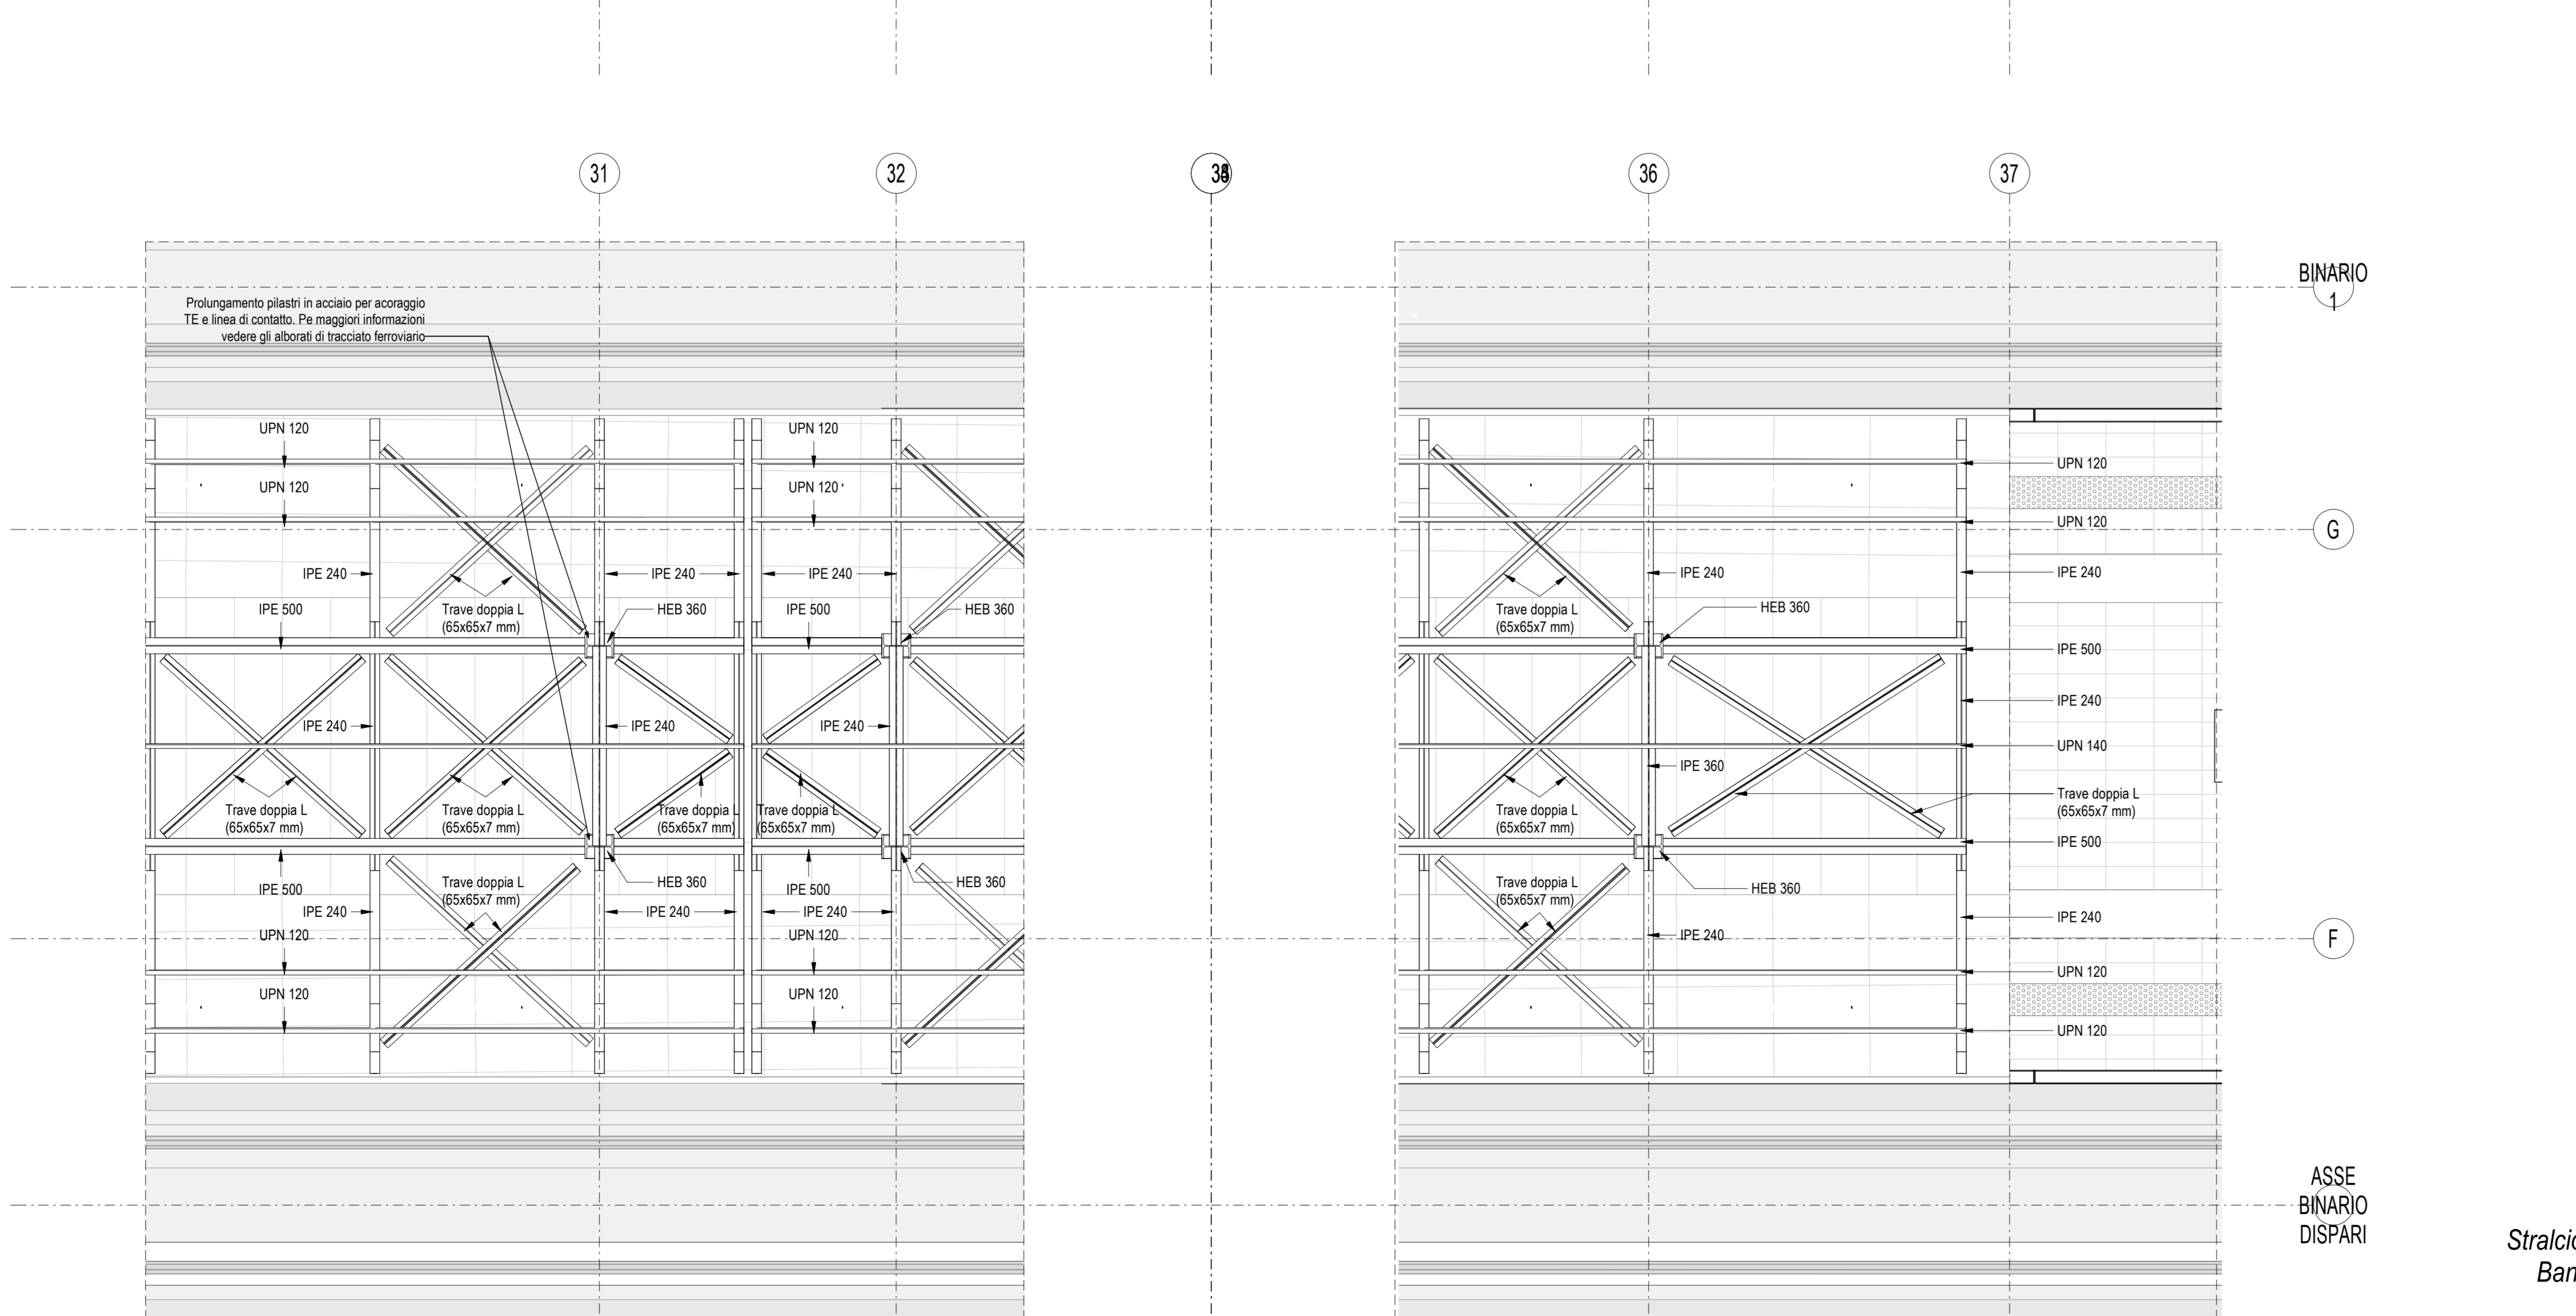 31
32
36
37
BINARIO
1
Prolungamento pilastri in acciaio per acoraggio
TE e linea di contatto. Pe maggiori informazioni
vedere gli alborati di tracciato ferroviario
UPN 120
UPN 120
UPN 120
UPN 120
UPN 120
UPN 120
G
IPE 240
IPE 240
IPE 240
IPE 240
IPE 240
IPE 500
Trave doppia L
(65x65x7 mm)
HEB 360
IPE 500
HEB 360
Trave doppia L
(65x65x7 mm)
HEB 360
IPE 500
IPE 240
IPE 240
IPE 240
IPE 240
UPN 140
IPE 360
Trave doppia L
(65x65x7 mm)
Trave doppia L
(65x65x7 mm)
Trave doppia L
(65x65x7 mm)
Trave doppia L
(65x65x7 mm)
Trave doppia L
(65x65x7 mm)
Trave doppia L
(65x65x7 mm)
IPE 500
IPE 500
Trave doppia L
(65x65x7 mm)
HEB 360
IPE 500
HEB 360
Trave doppia L
(65x65x7 mm)
HEB 360
IPE 240
IPE 240
IPE 240
IPE 240
IPE 240
UPN 120
UPN 120
F
UPN 120
UPN 120
UPN 120
UPN 120
ASSE
BINARIO
DISPARI